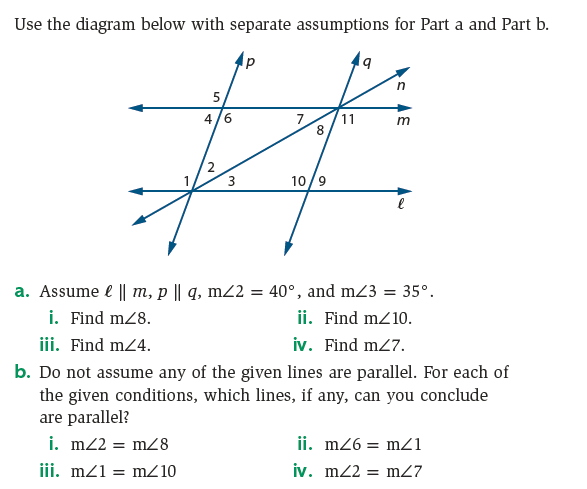 Use the diagram below with separate assumptions for Part a and Part b.
p
q
n
5
4 6 7 11 m
8
2
1 3 10 9
ℓ
a. Assume ℓ || m, p || q, m∠2 = 40°, and m∠3 = 35°.
i. Find m∠8. ii. Find m∠10.
iii. Find m∠4. iv. Find m∠7.
b. Do not assume any of the given lines are parallel. For each of
the given conditions, which lines, if any, can you conclude
are parallel?
i. m∠2 = m∠8 ii. m∠6 = m∠1
iii. m∠1 = m∠10 iv. m∠2 = m∠7